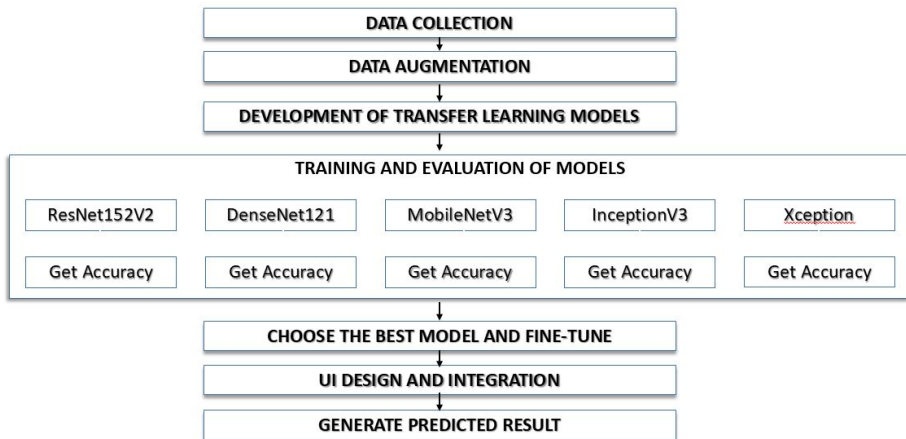 DATA COLLECTION
DATA AUGMENTATION
DEVELOPMENT OF TRANSFER LEARNING MODELS
TRAINING AND EVALUATION OF MODELS
ResNet152V2
DenseNet121
MobileNetV3
InceptionV3
Xception
Get Accuracy
Get Accuracy
Get Accuracy
Get Accuracy
Get Accuracy
CHOOSE THE BEST MODEL AND FINE-TUNE
UI DESIGN AND INTEGRATION
GENERATE PREDICTED RESULT